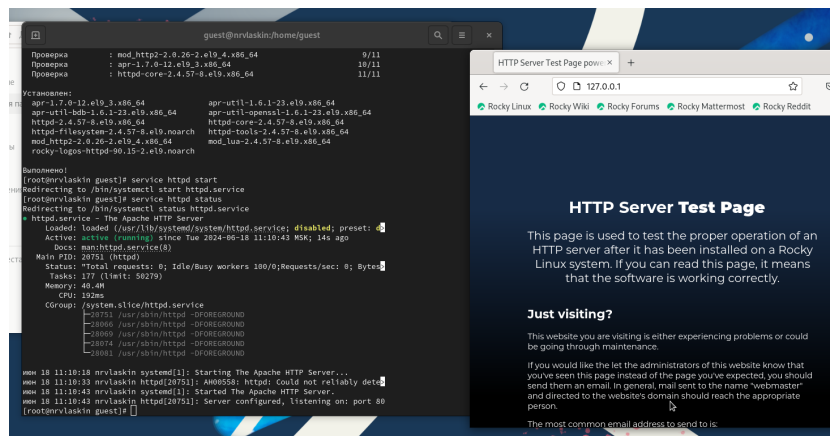 guest@nrvlaskin:/home/guest
Проверка : mod_http2-2.0.26-2.el9_4.x86_64 9/11
Проверка : apr-1.7.0-12.el9_3.x86_64 10/11
Проверка : httpd-core-2.4.57-8.el9.x86_64 11/11
Установлен:
apr-1.7.0-12.el9_3.x86_64 apr-util-1.6.1-23.el9.x86_64
apr-util-bdb-1.6.1-23.el9.x86_64 apr-util-openssl-1.6.1-23.el9.x86_64
httpd-2.4.57-8.el9.x86_64 httpd-core-2.4.57-8.el9.x86_64
httpd-filesystem-2.4.57-8.el9.noarch httpd-tools-2.4.57-8.el9.x86_64
mod_http2-2.0.26-2.el9_4.x86_64 mod_lua-2.4.57-8.el9.x86_64
rocky-logos-httpd-90.15-2.el9.noarch
Выполнено!
[root@nrvlaskin guest]# service httpd start
Redirecting to /bin/systemctl start httpd.service
[root@nrvlaskin guest]# service httpd status
Redirecting to /bin/systemctl status httpd.service
● httpd.service - The Apache HTTP Server
Loaded: loaded (/usr/lib/systemd/system/httpd.service; disabled; preset: d>
Active: active (running) since Tue 2024-06-18 11:10:43 MSK; 14s ago
Docs: man:httpd.service(8)
Main PID: 20751 (httpd)
Status: "Total requests: 0; Idle/Busy workers 100/0;Requests/sec: 0; Bytes>
Tasks: 177 (limit: 50279)
Memory: 40.4M
CPU: 192ms
CGroup: /system.slice/httpd.service
├─20751 /usr/sbin/httpd -DFOREGROUND
├─28066 /usr/sbin/httpd -DFOREGROUND
├─28069 /usr/sbin/httpd -DFOREGROUND
├─28074 /usr/sbin/httpd -DFOREGROUND
└─28081 /usr/sbin/httpd -DFOREGROUND
июн 18 11:10:18 nrvlaskin systemd[1]: Starting The Apache HTTP Server...
июн 18 11:10:33 nrvlaskin httpd[20751]: AH00558: httpd: Could not reliably dete>
июн 18 11:10:43 nrvlaskin systemd[1]: Started The Apache HTTP Server.
июн 18 11:10:43 nrvlaskin httpd[20751]: Server configured, listening on: port 80
[root@nrvlaskin guest]#
HTTP Server Test Page powe
127.0.0.1
Rocky Linux Rocky Wiki Rocky Forums Rocky Mattermost Rocky Reddit
HTTP Server Test Page
This page is used to test the proper operation of an
HTTP server after it has been installed on a Rocky
Linux system. If you can read this page, it means
that the software is working correctly.
Just visiting?
This website you are visiting is either experiencing problems or could
be going through maintenance.
If you would like the let the administrators of this website know that
you've seen this page instead of the page you've expected, you should
send them an email. In general, mail sent to the name "webmaster"
and directed to the website's domain should reach the appropriate
person.
The most common email address to send to is: